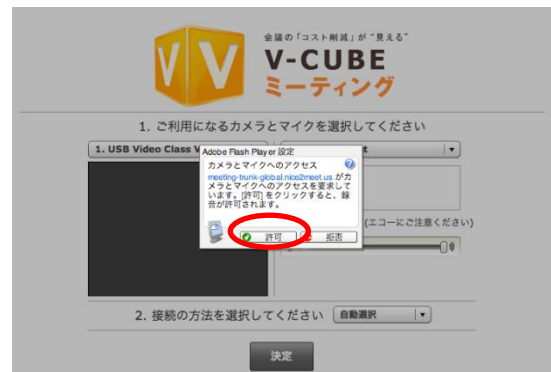 会議の「コスト削減」が“見える”
V-CUBE
ミーティング
1. ご利用になるカメラとマイクを選択してください
1. USB Video Class V
t
Adobe Flash Player 設定
カメラとマイクへのアクセス
meeting-trunk-global.nice2meet.us がカ
メラとマイクへのアクセスを要求して
います。[許可] をクリックすると、録
音が許可されます。
許可
拒否
(エコーにご注意ください)
2. 接続の方法を選択してください
自動選択
決定